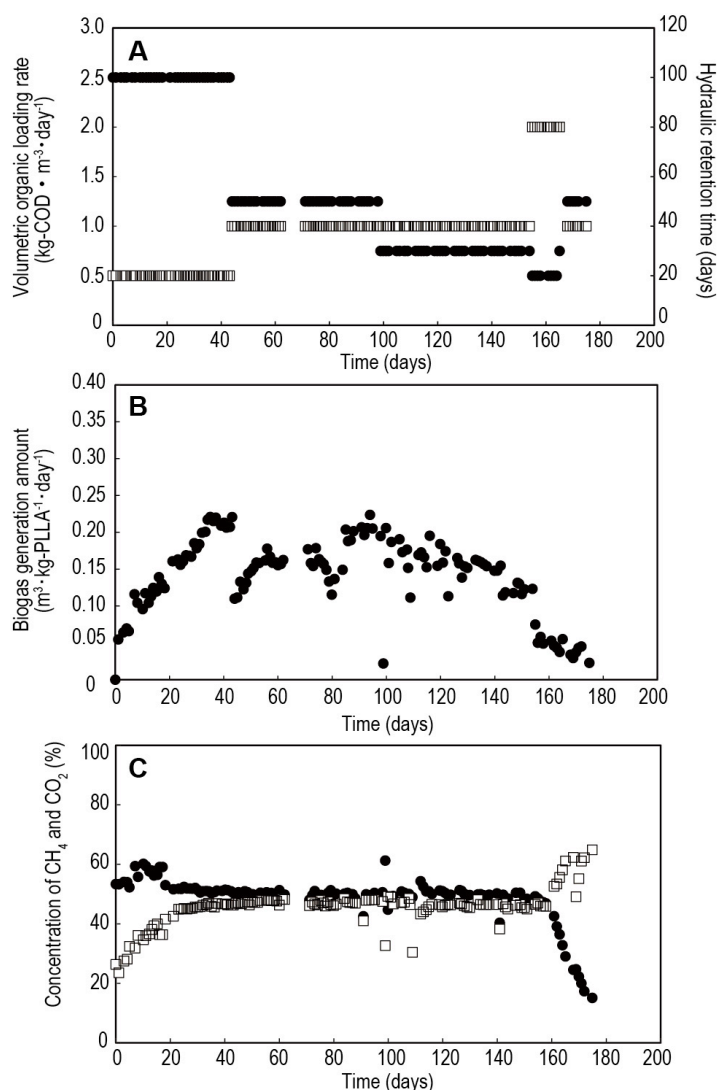 A
3.0
2.5
2.0
1.5
1.0
0.5
0
120
100
80
60
40
20
0
0 20 40 60 80 100 120 140 160 180 200
Time (days)
Volumetric organic loading rate
(kg-COD • m⁻³・day⁻¹)
Hydraulic retention time (days)
B
0.40
0.35
0.30
0.25
0.20
0.15
0.10
0.05
0
0 20 40 60 80 100 120 140 160 180 200
Time (days)
Biogas generation amount
(m³・kg-PLLA⁻¹・day⁻¹)
C
100
80
60
40
20
0
0 20 40 60 80 100 120 140 160 180 200
Time (days)
Concentration of CH₄ and CO₂ (%)